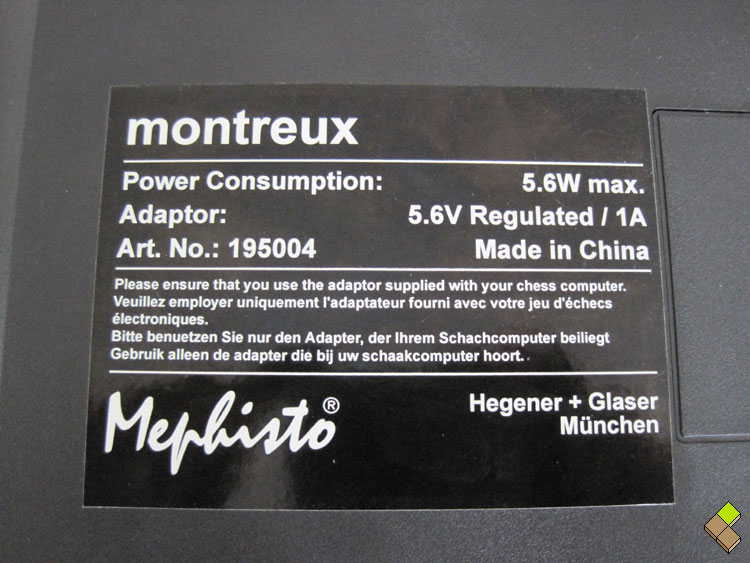 montreux
Power Consumption: 5.6W max.
Adaptor: 5.6V Regulated / 1A
Art. No.: 195004 Made in China
Please ensure that you use the adaptor supplied with your chess computer.
Veuillez employer uniquement l'adaptateur fourni avec votre jeu d'échecs
électroniques.
Bitte benuetzen Sie nur den Adapter, der Ihrem Schachcomputer beiliegt
Gebruik alleen de adapter die bij uw schaakcomputer hoort.
Mephisto®
Hegener + Glaser
München